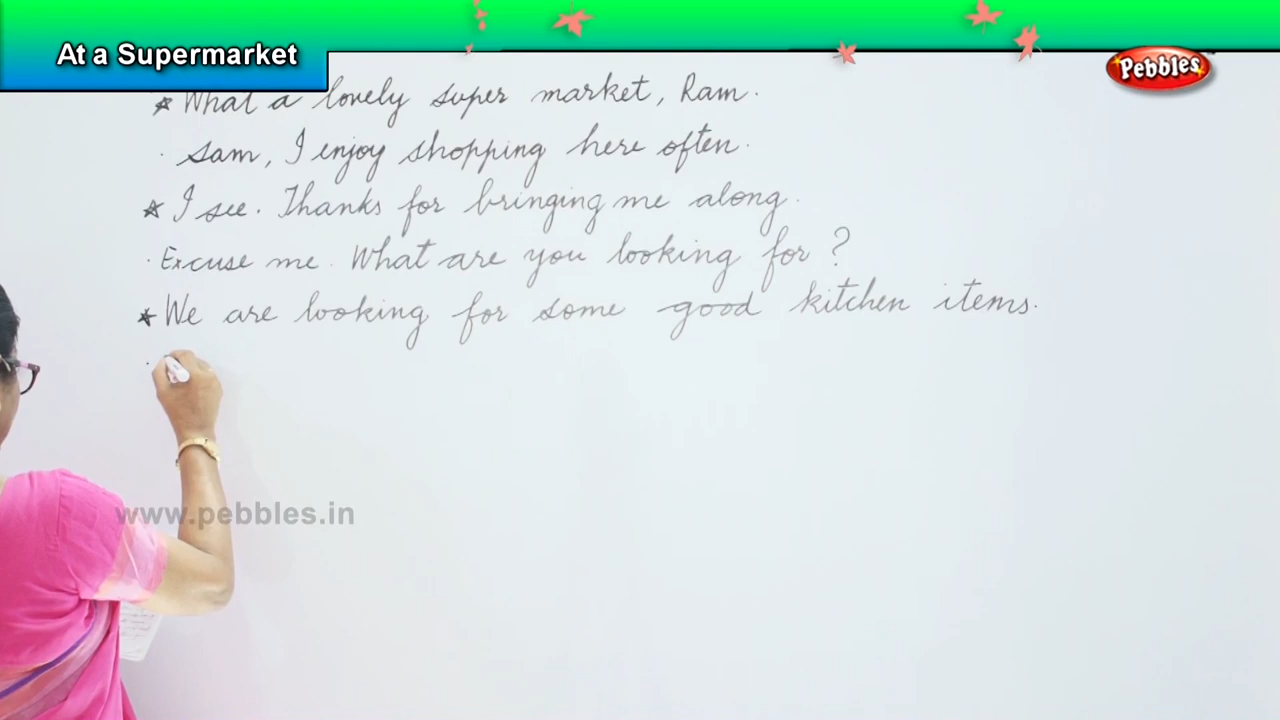 At a Supermarket
Pebbles
★ What a lovely super market, Ram.
· Sam, I enjoy shopping here often.
★ I see. Thanks for bringing me along.
· Excuse me. What are you looking for?
★ We are looking for some good kitchen items.
www.pebbles.in